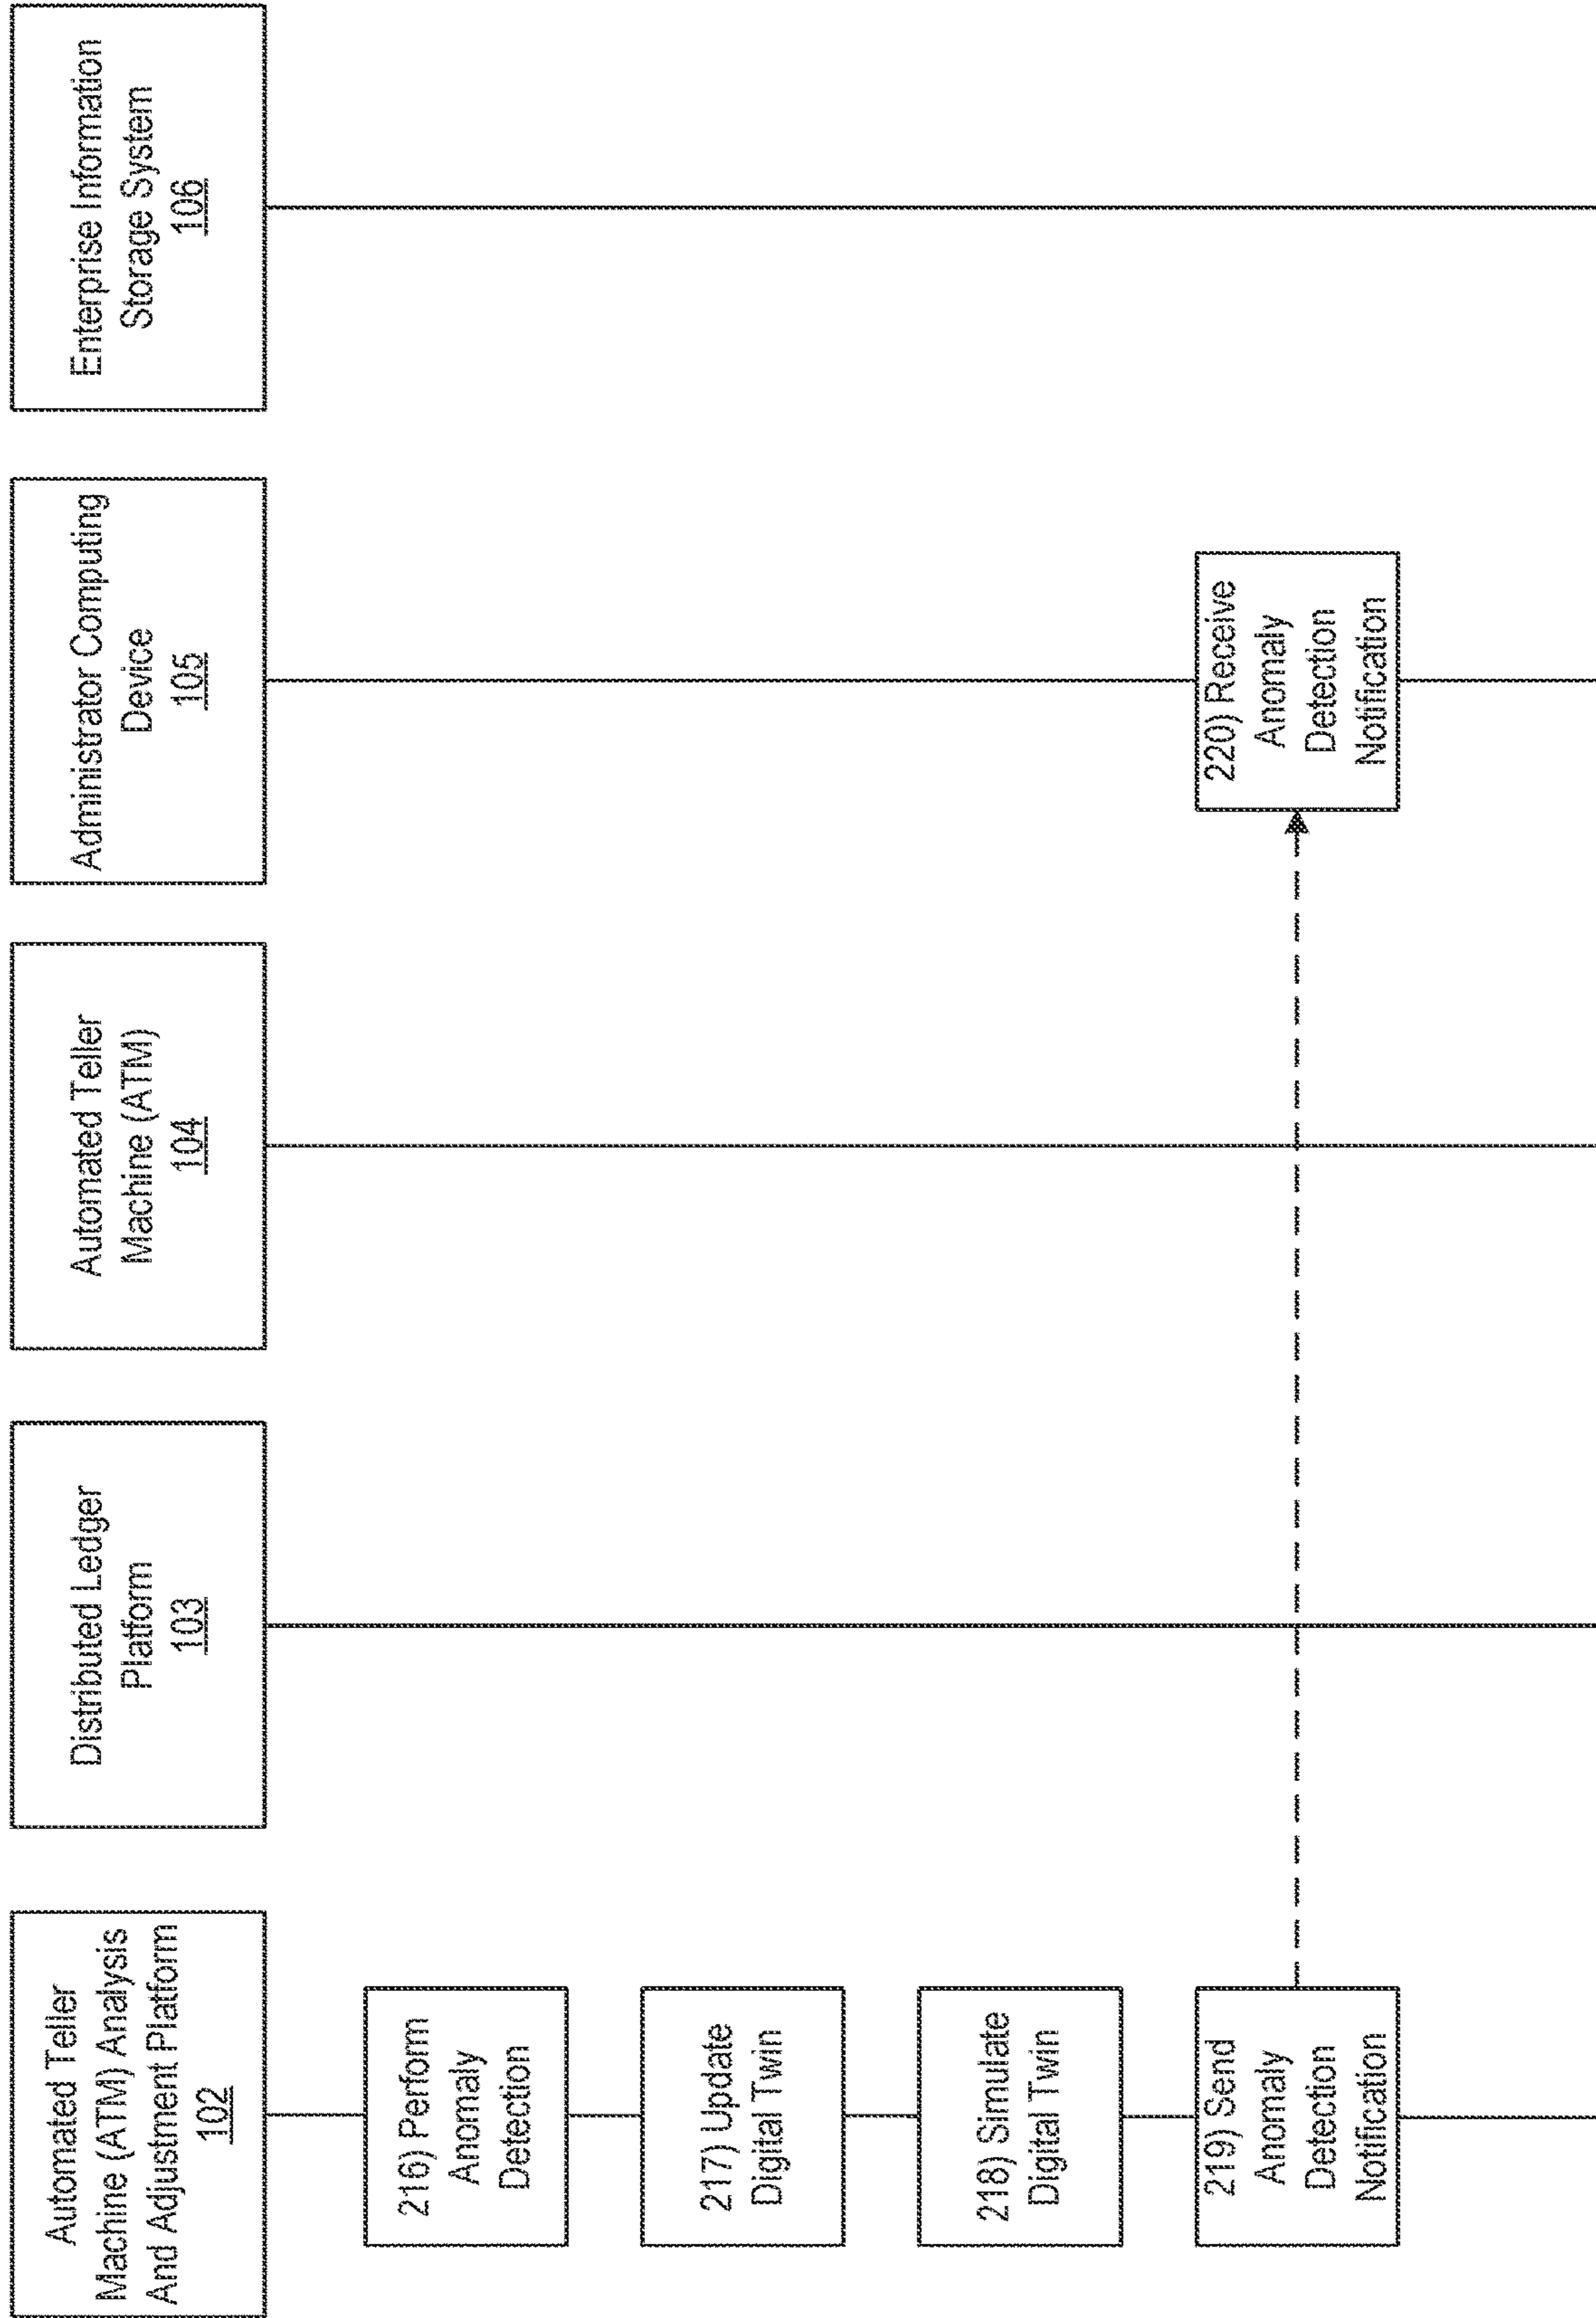 Automated Teller
Machine (ATM) Analysis
And Adjustment Platform
102
Distributed Ledger
Platform
103
Automated Teller
Machine (ATM)
104
Administrator Computing
Device
105
Enterprise Information
Storage System
106
216) Perform
Anomaly
Detection
217) Update
Digital Twin
218) Simulate
Digital Twin
219) Send
Anomaly
Detection
Notification
220) Receive
Anomaly
Detection
Notification